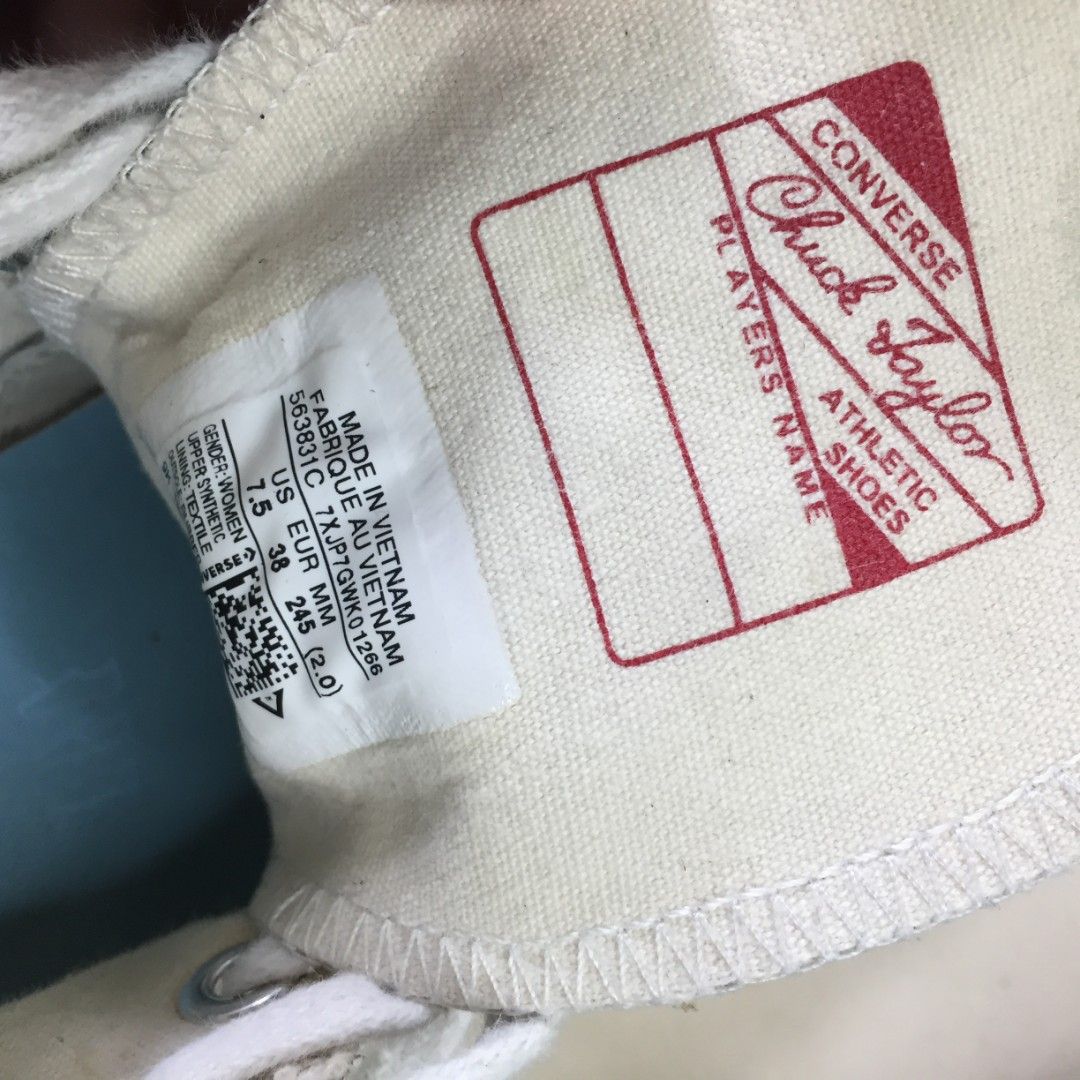 MADE IN VIETNAM
FABRIQUE AU VIETNAM
563831C 7XJP7GWK01266
US EUR MM
7.5 38 245 (2.0)
GENDER: WOMEN
UPPER: SYNTHETIC
LINING: TEXTILE
CONVERSE
Chuck Taylor
ATHLETIC
SHOES
PLAYERS NAME